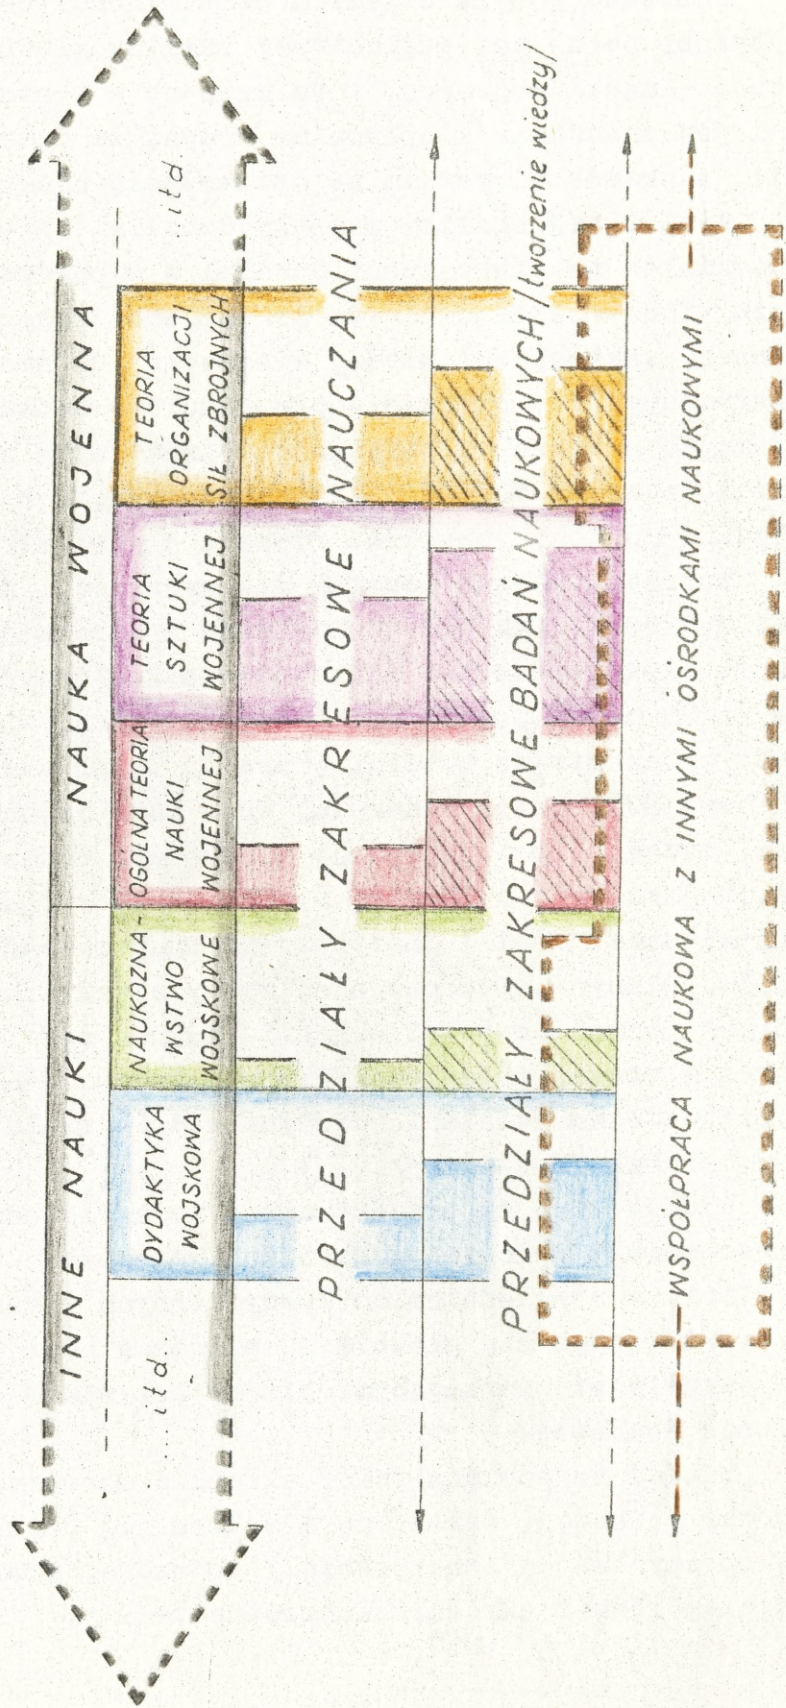 INNE NAUKI
NAUKA WOJENNA
... itd..
DYDAKTYKA
WOJSKOWA
NAUKOZNA-
WSTWO
WOJSKOWE
OGÓLNA TEORIA
NAUKI
WOJENNEJ
TEORIA
SZTUKI
WOJENNEJ
TEORIA
ORGANIZACJI
SIŁ ZBROJNYCH
...itd.
PRZEDZIAŁY ZAKRESOWE NAUCZANIA
PRZEDZIAŁY ZAKRESOWE BADAŃ NAUKOWYCH /tworzenie wiedzy/
WSPÓŁPRACA NAUKOWA Z INNYMI OŚRODKAMI NAUKOWYMI